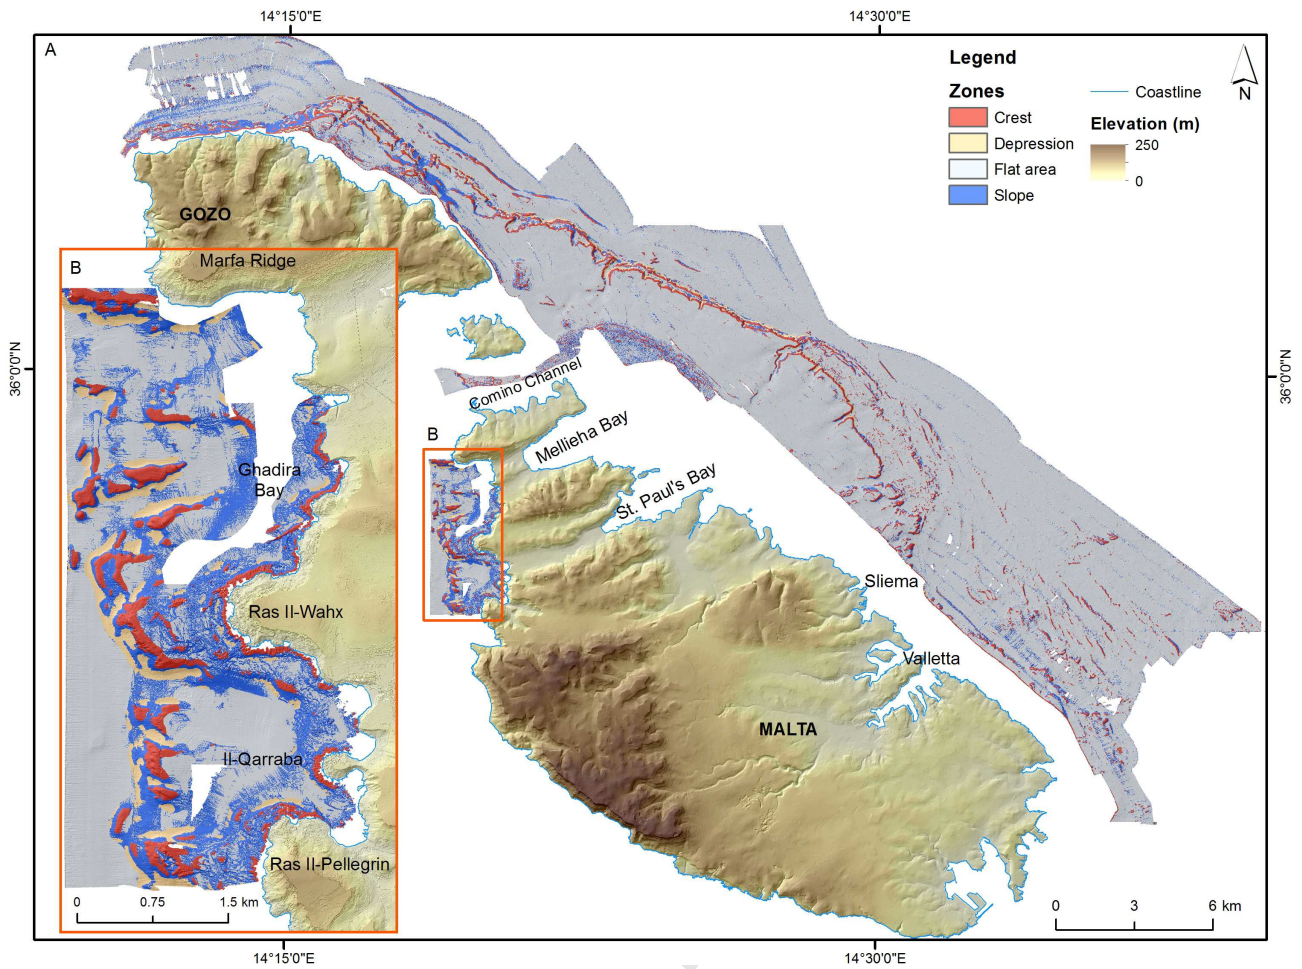 14°15'0"E
14°30'0"E
A
Legend
Zones
Crest
Depression
Flat area
Slope
Coastline
Elevation (m)
250
0
N
GOZO
B
Marfa Ridge
36°0'0"N
36°0'0"N
Comino Channel
Mellieha Bay
B
St. Paul's Bay
Ghadira
Bay
Sliema
Ras Il-Wahx
Valletta
MALTA
Il-Qarraba
Ras Il-Pellegrin
0
0.75
1.5 km
0
3
6 km
14°15'0"E
14°30'0"E